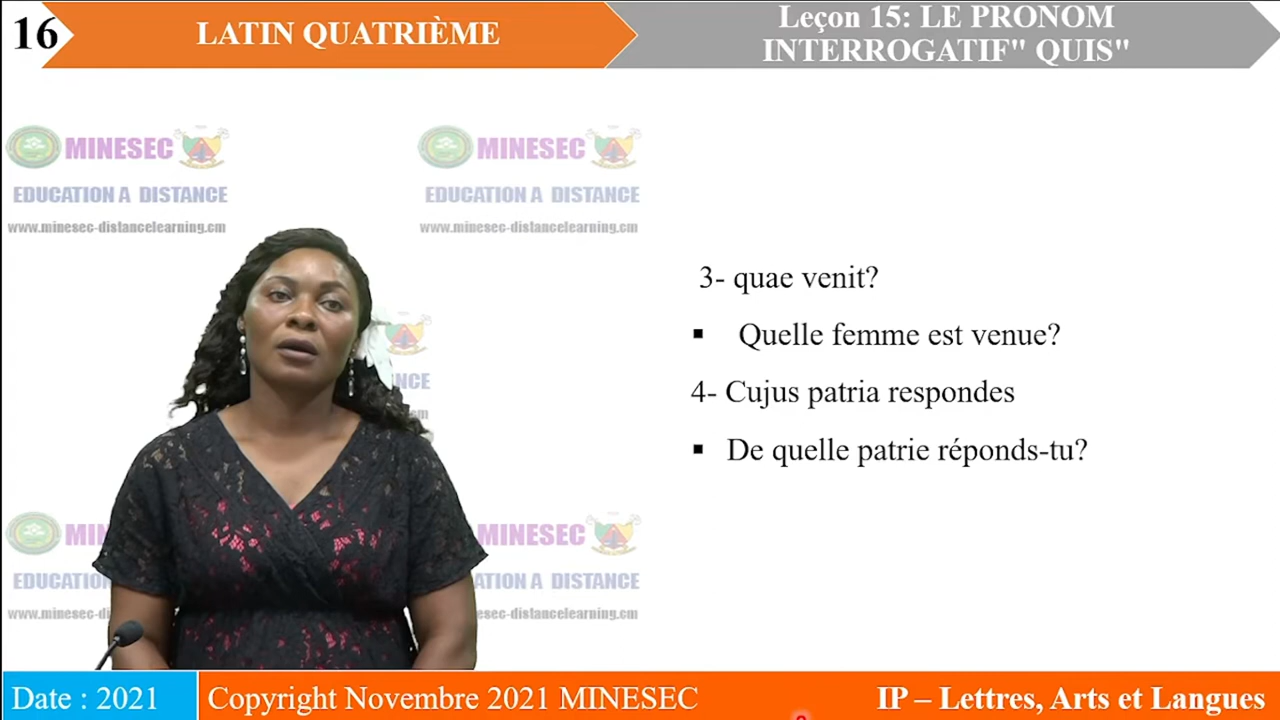 16
LATIN QUATRIÈME
Leçon 15: LE PRONOM
INTERROGATIF" QUIS"
MINESEC
EDUCATION A DISTANCE
www.minesec-distancelearning.cm
MINESEC
EDUCATION A DISTANCE
www.minesec-distancelearning.cm
3- quae venit?
▪ Quelle femme est venue?
4- Cujus patria respondes
▪ De quelle patrie réponds-tu?
MINESEC
EDUCATION
Date : 2021
Copyright Novembre 2021 MINESEC
IP – Lettres, Arts et Langues